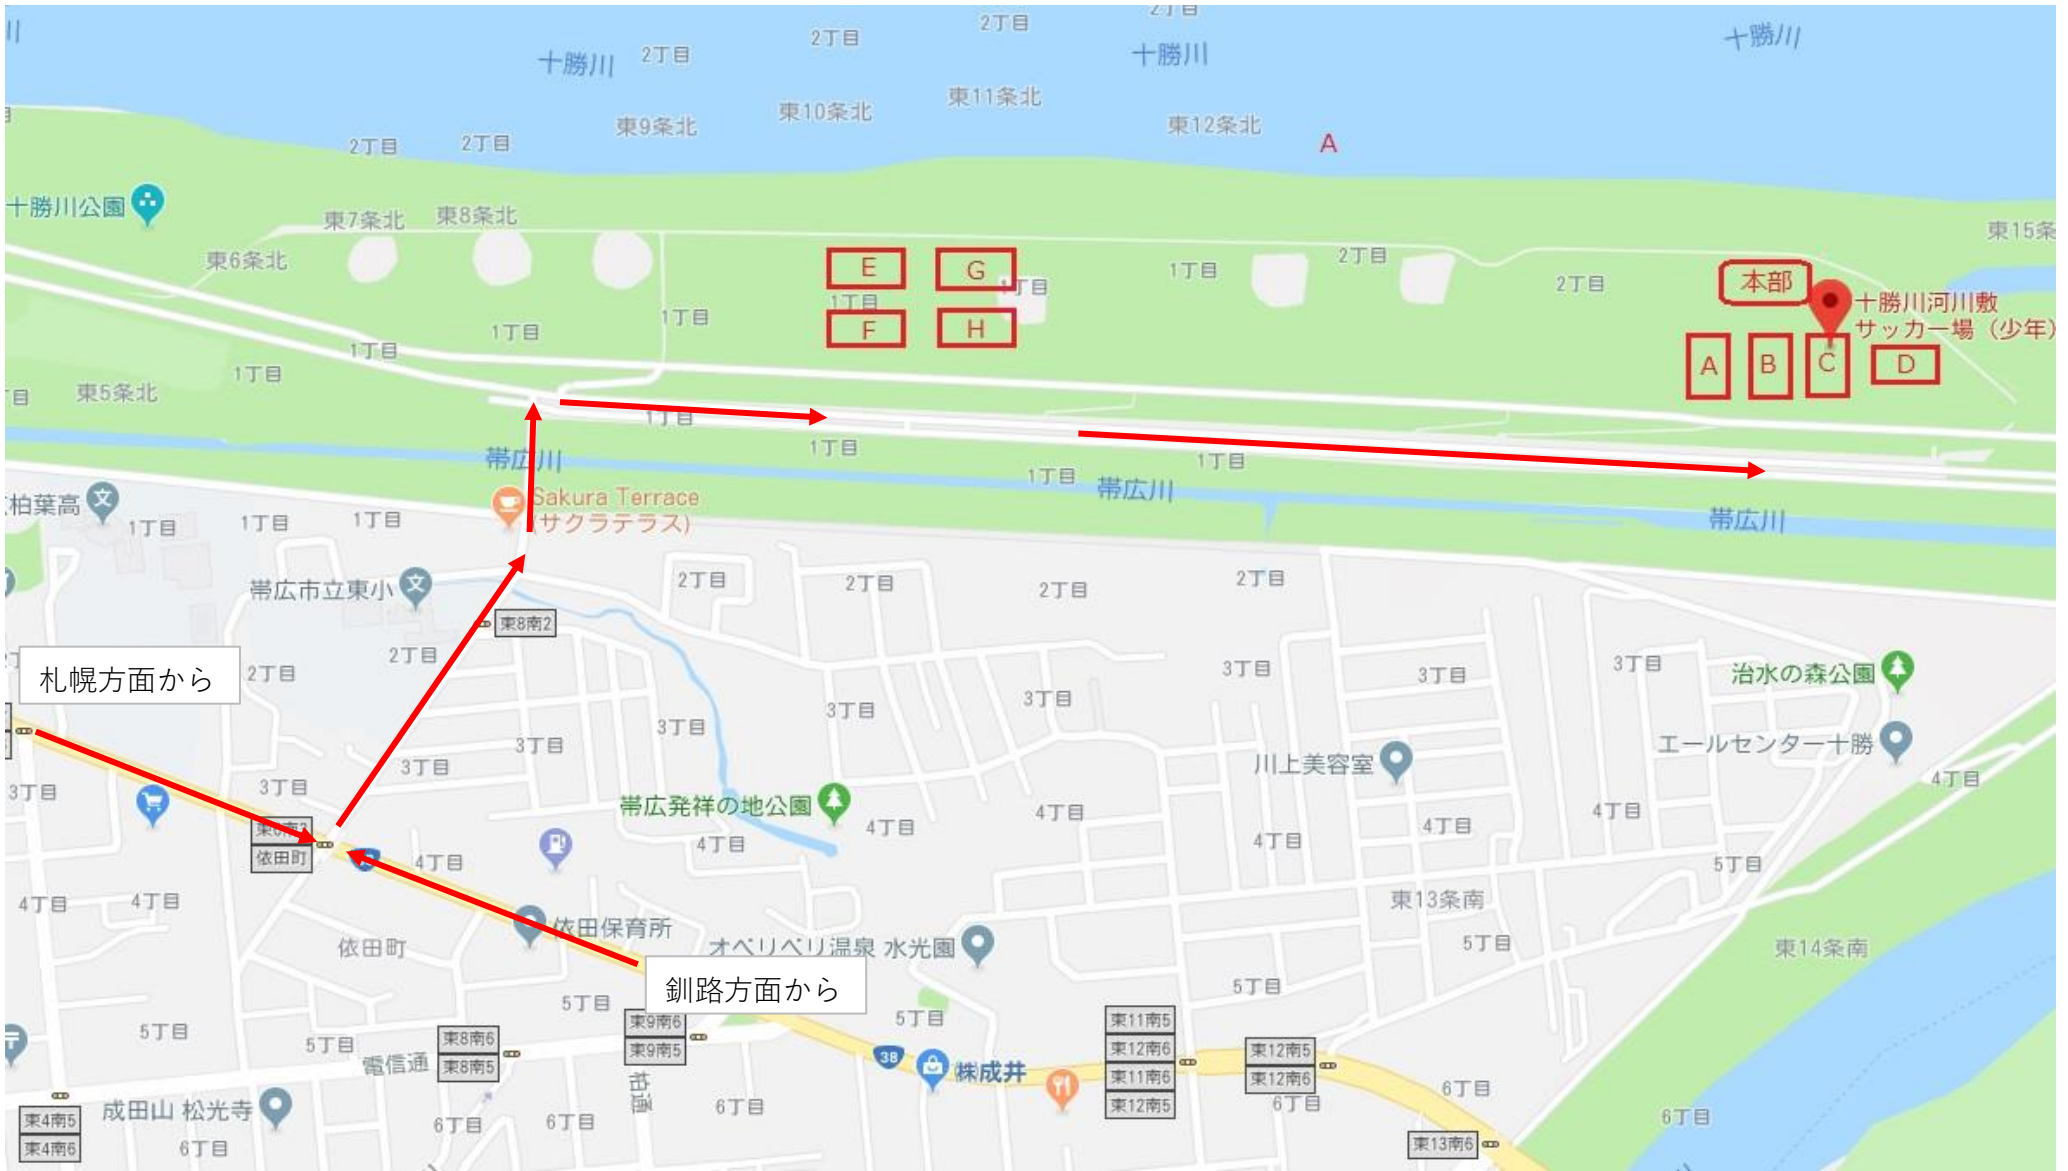 川
2丁目
2丁目
2丁目
十勝川
十勝川
2丁目
十勝川
東11条北
東10条北
東9条北
東12条北
A
2丁目
2丁目
十勝川公園
東7条北
東8条北
東15条
東6条北
E
G
1丁目
2丁目
2丁目
本部
1丁目
1丁目
十勝川河川敷
サッカー場（少年）
F
H
1丁目
1丁目
1丁目
1丁目
東5条北
A
B
C
D
丁目
1丁目
1丁目
1丁目
1丁目
帯広川
帯広川
帯広川
柏葉高
Sakura Terrace
(サクラテラス)
1丁目
1丁目
1丁目
帯広市立東小
2丁目
2丁目
2丁目
2丁目
東8南2
2丁目
札幌方面から
2丁目
3丁目
3丁目
3丁目
治水の森公園
3丁目
3丁目
3丁目
3丁目
エールセンター十勝
川上美容室
3丁目
3丁目
3丁目
帯広発祥の地公園
4丁目
4丁目
4丁目
4丁目
4丁目
4丁目
4丁目
依田町
4丁目
5丁目
4丁目
4丁目
東13条南
依田保育所
依田町
オベリベリ温泉 水光園
5丁目
東14条南
釧路方面から
5丁目
5丁目
5丁目
5丁目
5丁目
電信通
東8南6
東8南5
東9南6
東9南5
38
㈱成井
東11南5
東12南6
東11南6
東12南5
東12南5
東12南6
6丁目
6丁目
6丁目
成田山 松光寺
柏通
6丁目
6丁目
6丁目
6丁目
東4南5
東4南6
東13南6